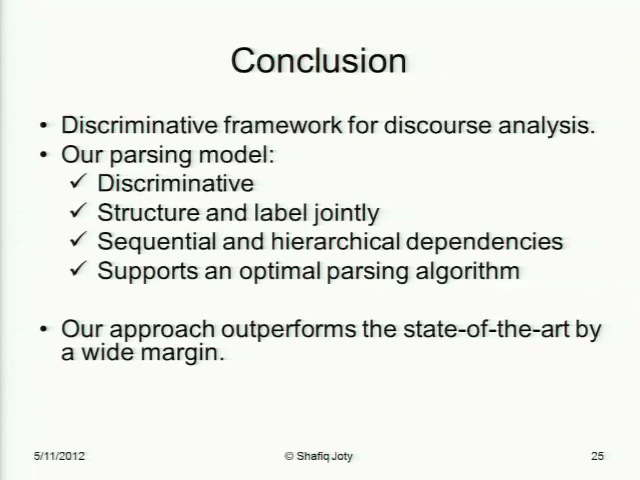 Conclusion
• Discriminative framework for discourse analysis.
• Our parsing model:
✓ Discriminative
✓ Structure and label jointly
✓ Sequential and hierarchical dependencies
✓ Supports an optimal parsing algorithm
• Our approach outperforms the state-of-the-art by
a wide margin.
5/11/2012
© Shafiq Joty
25